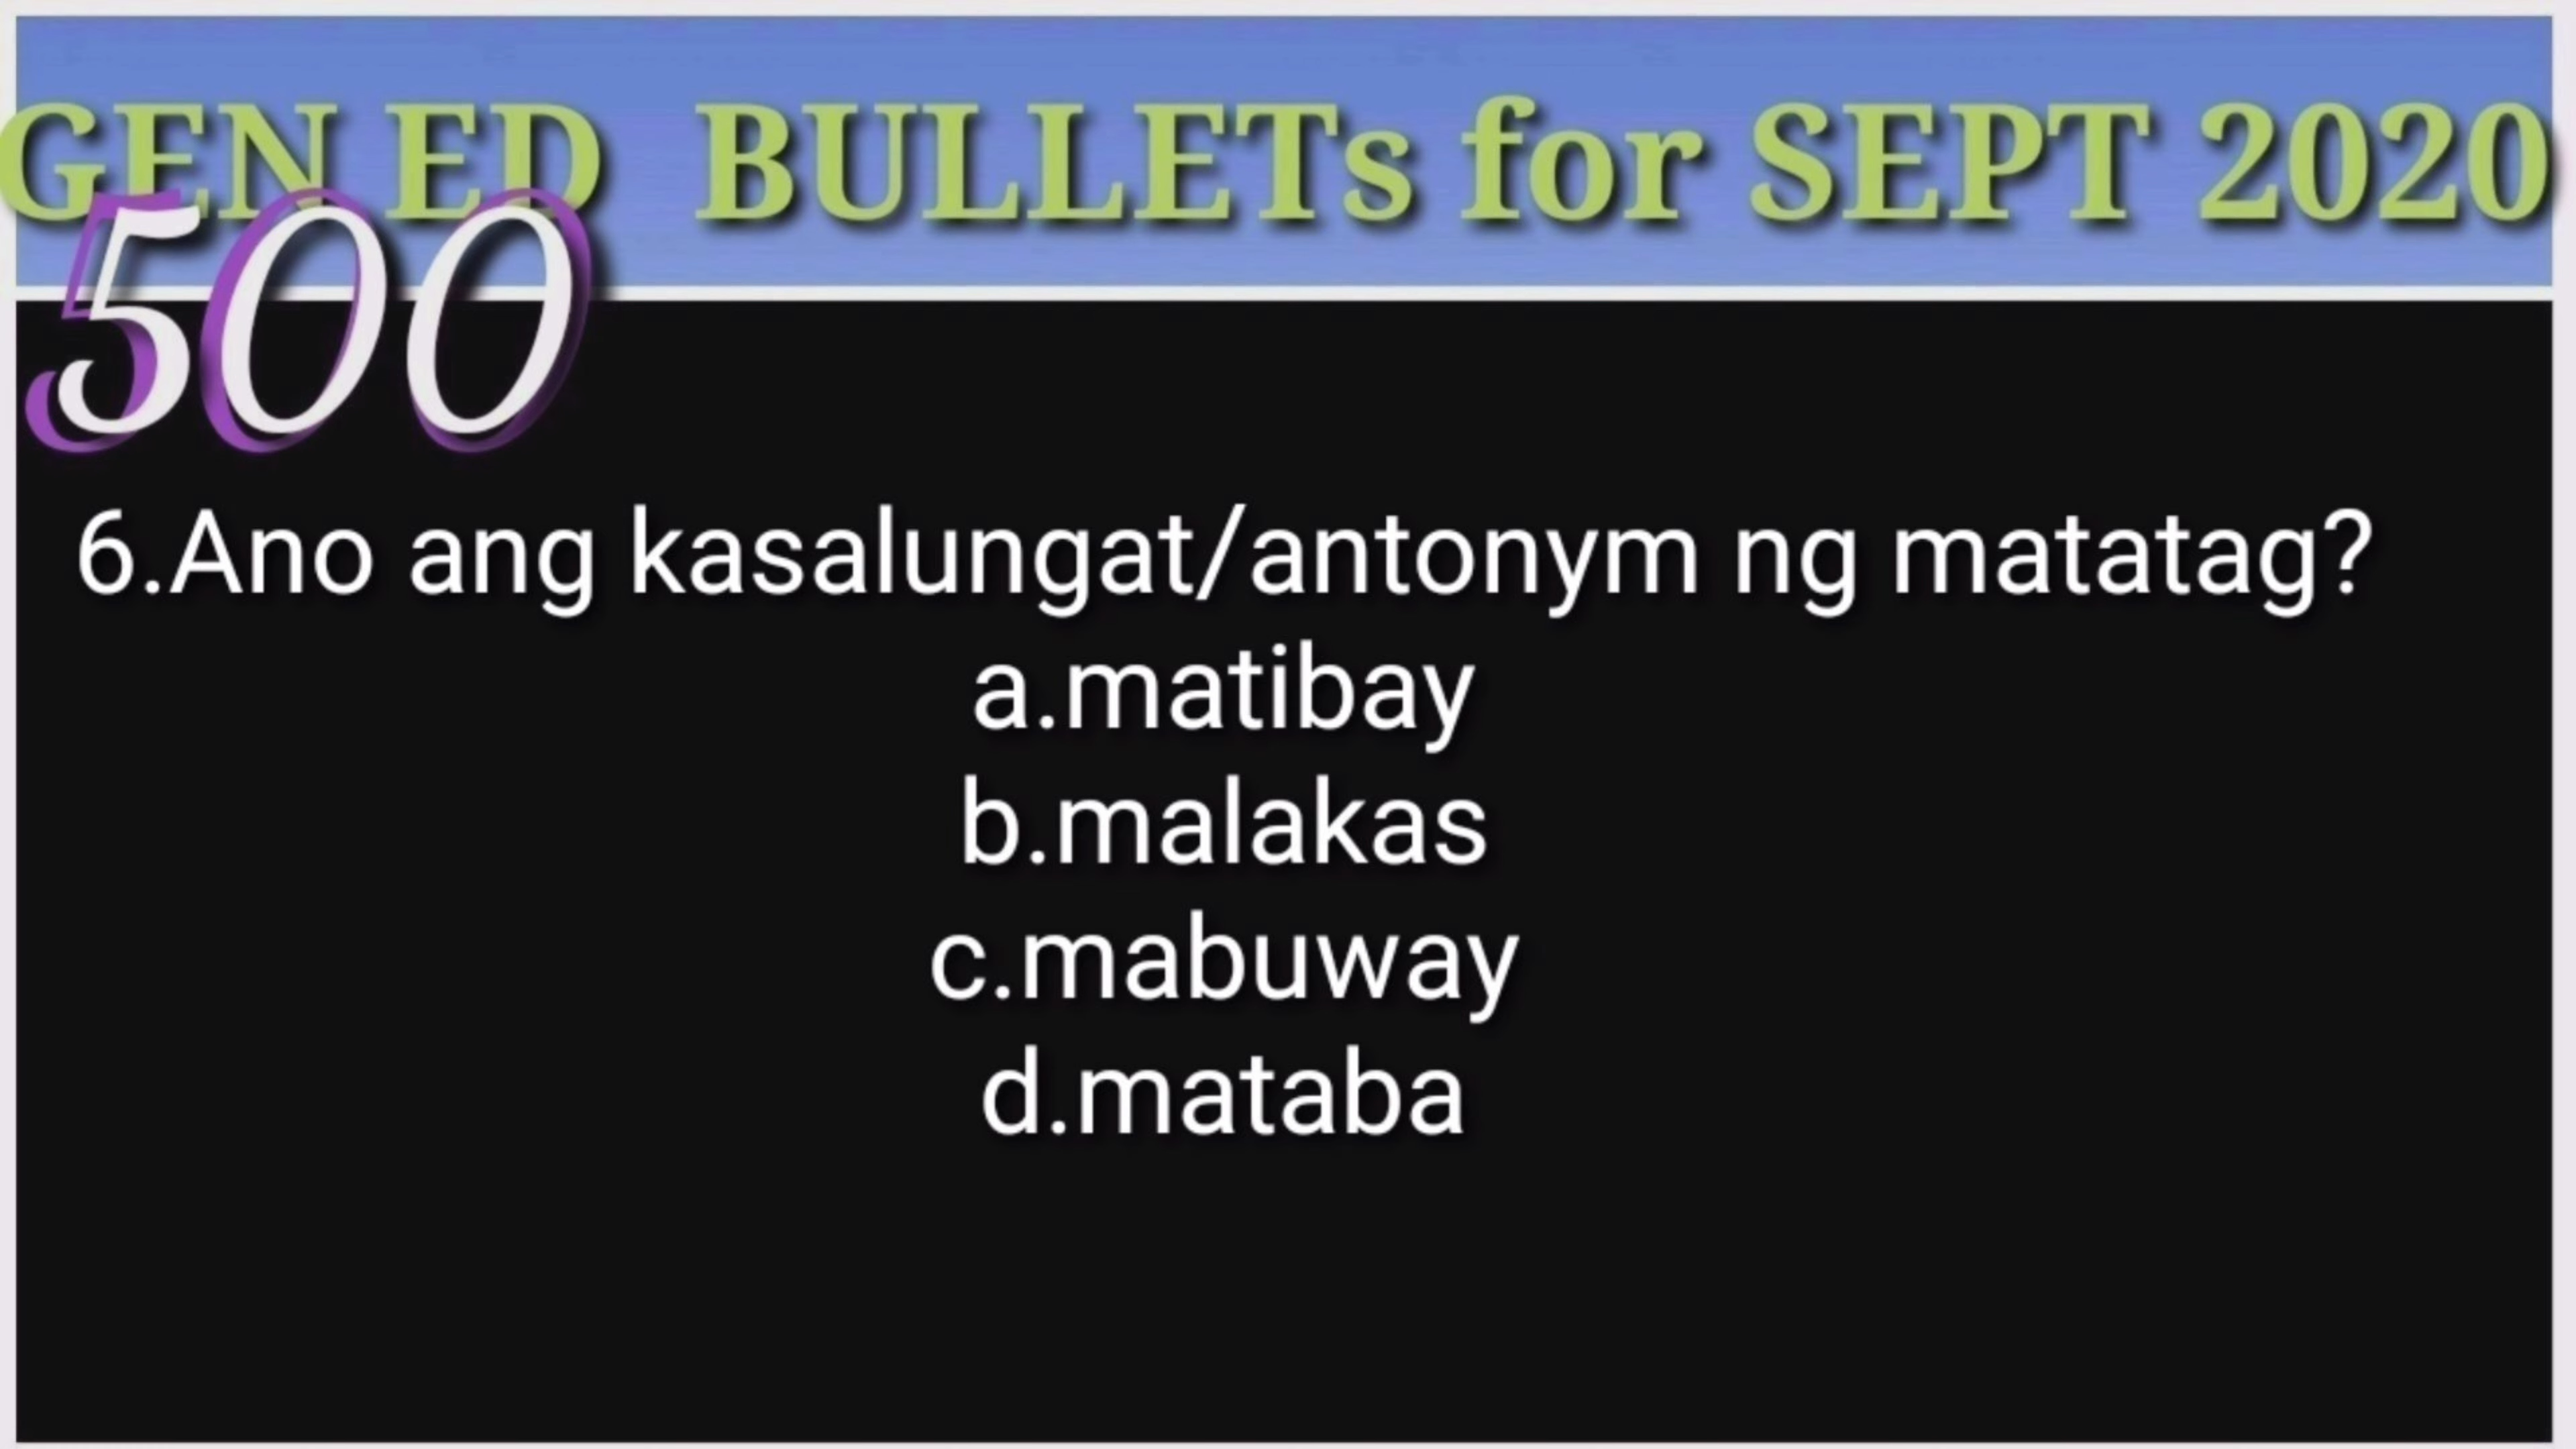 GEN ED BULLETs for SEPT 2020
500
6.Ano ang kasalungat/antonym ng matatag?
a.matibay
b.malakas
c.mabuway
d.mataba